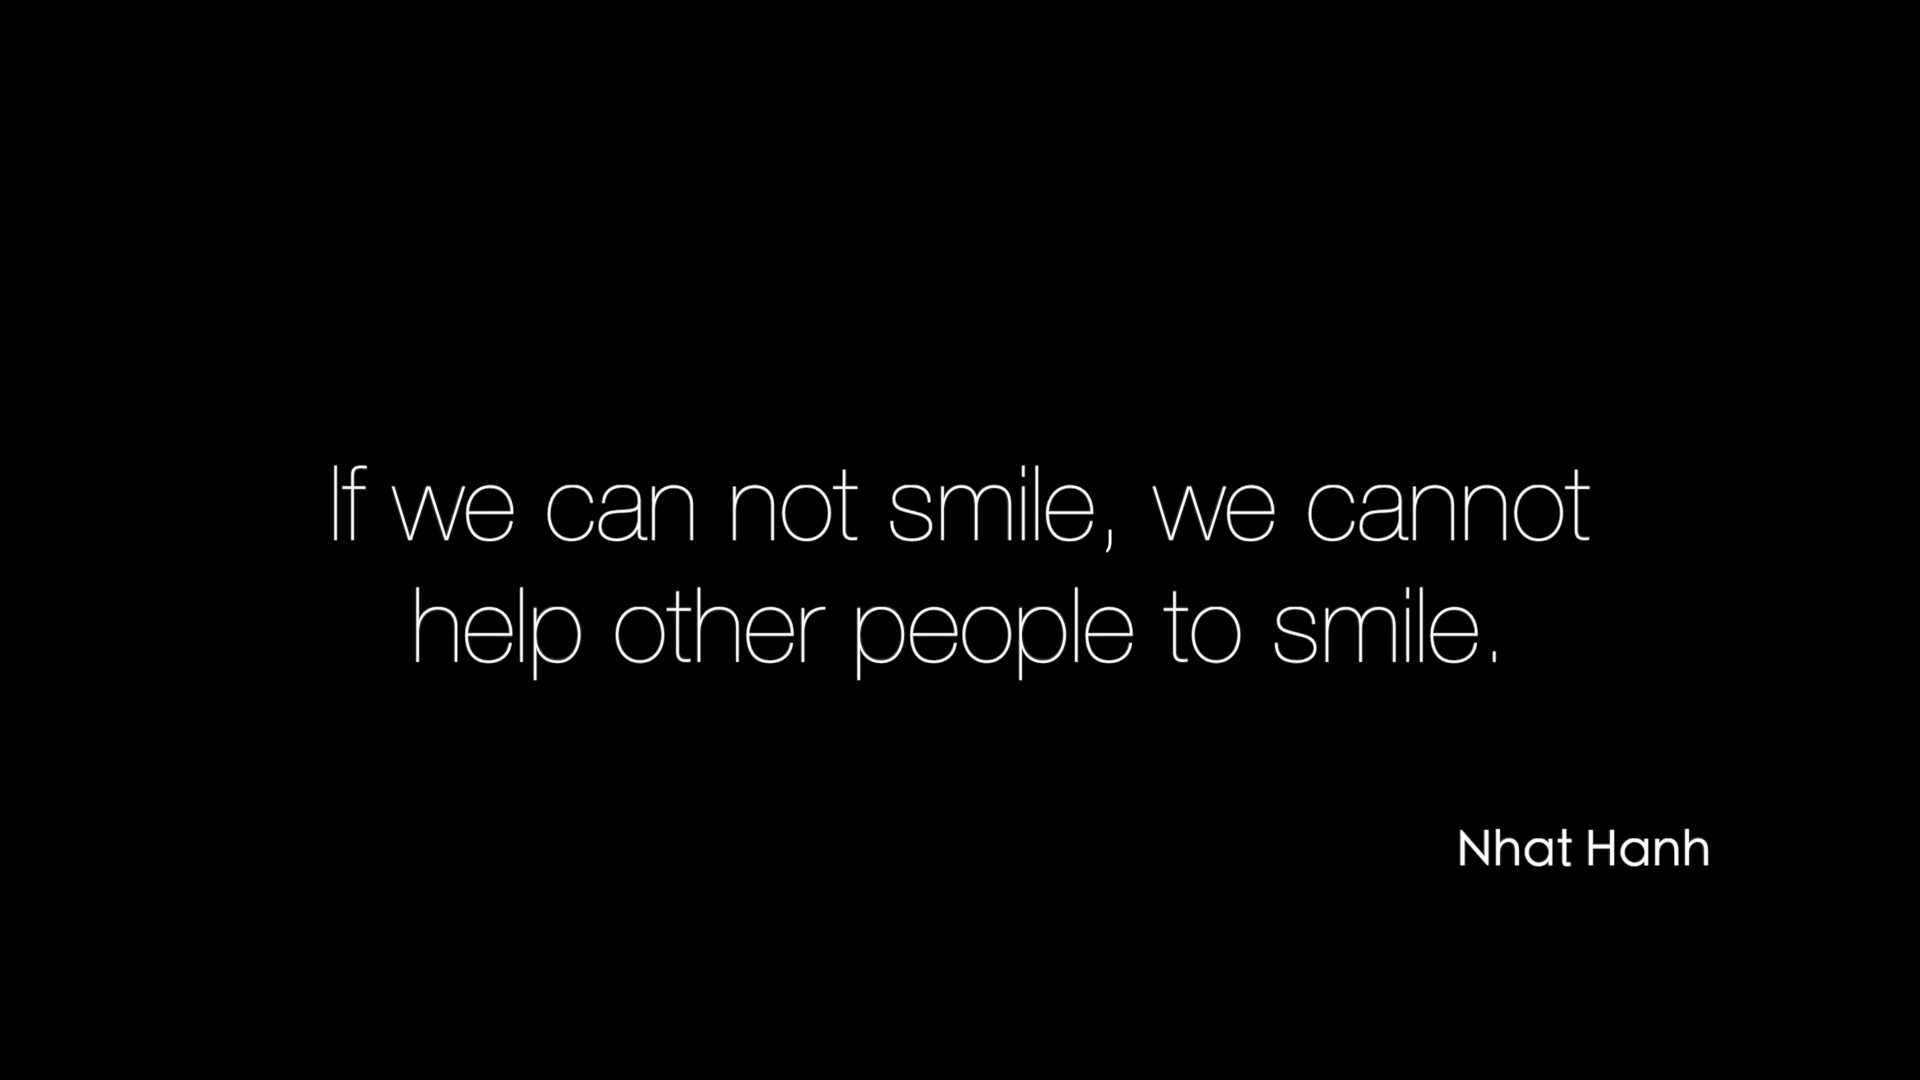 If we can not smile, we cannot
help other people to smile.
Nhat Hanh